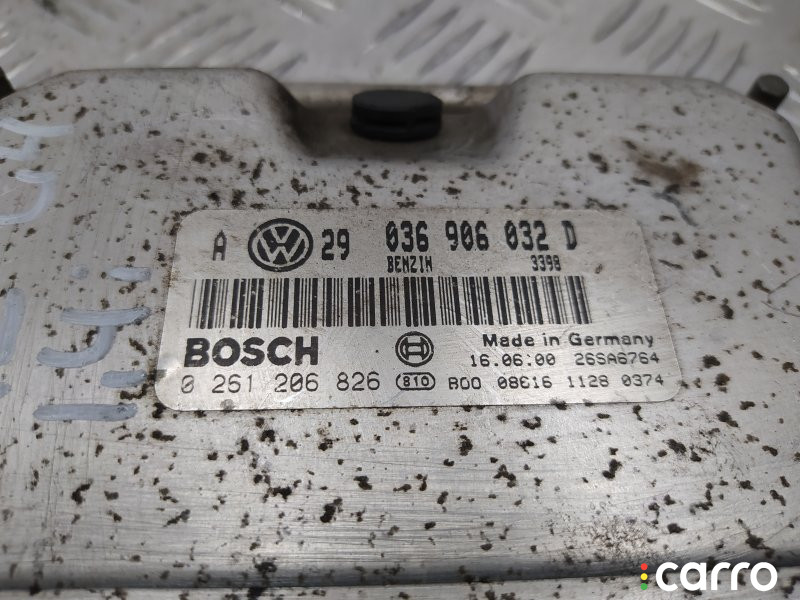 A VW 29 036 906 032 D
BENZIN 3398
BOSCH Made in Germany
16.06.00 26SA6764
0 261 206 826 810 B00 08616 1128 0374
carro